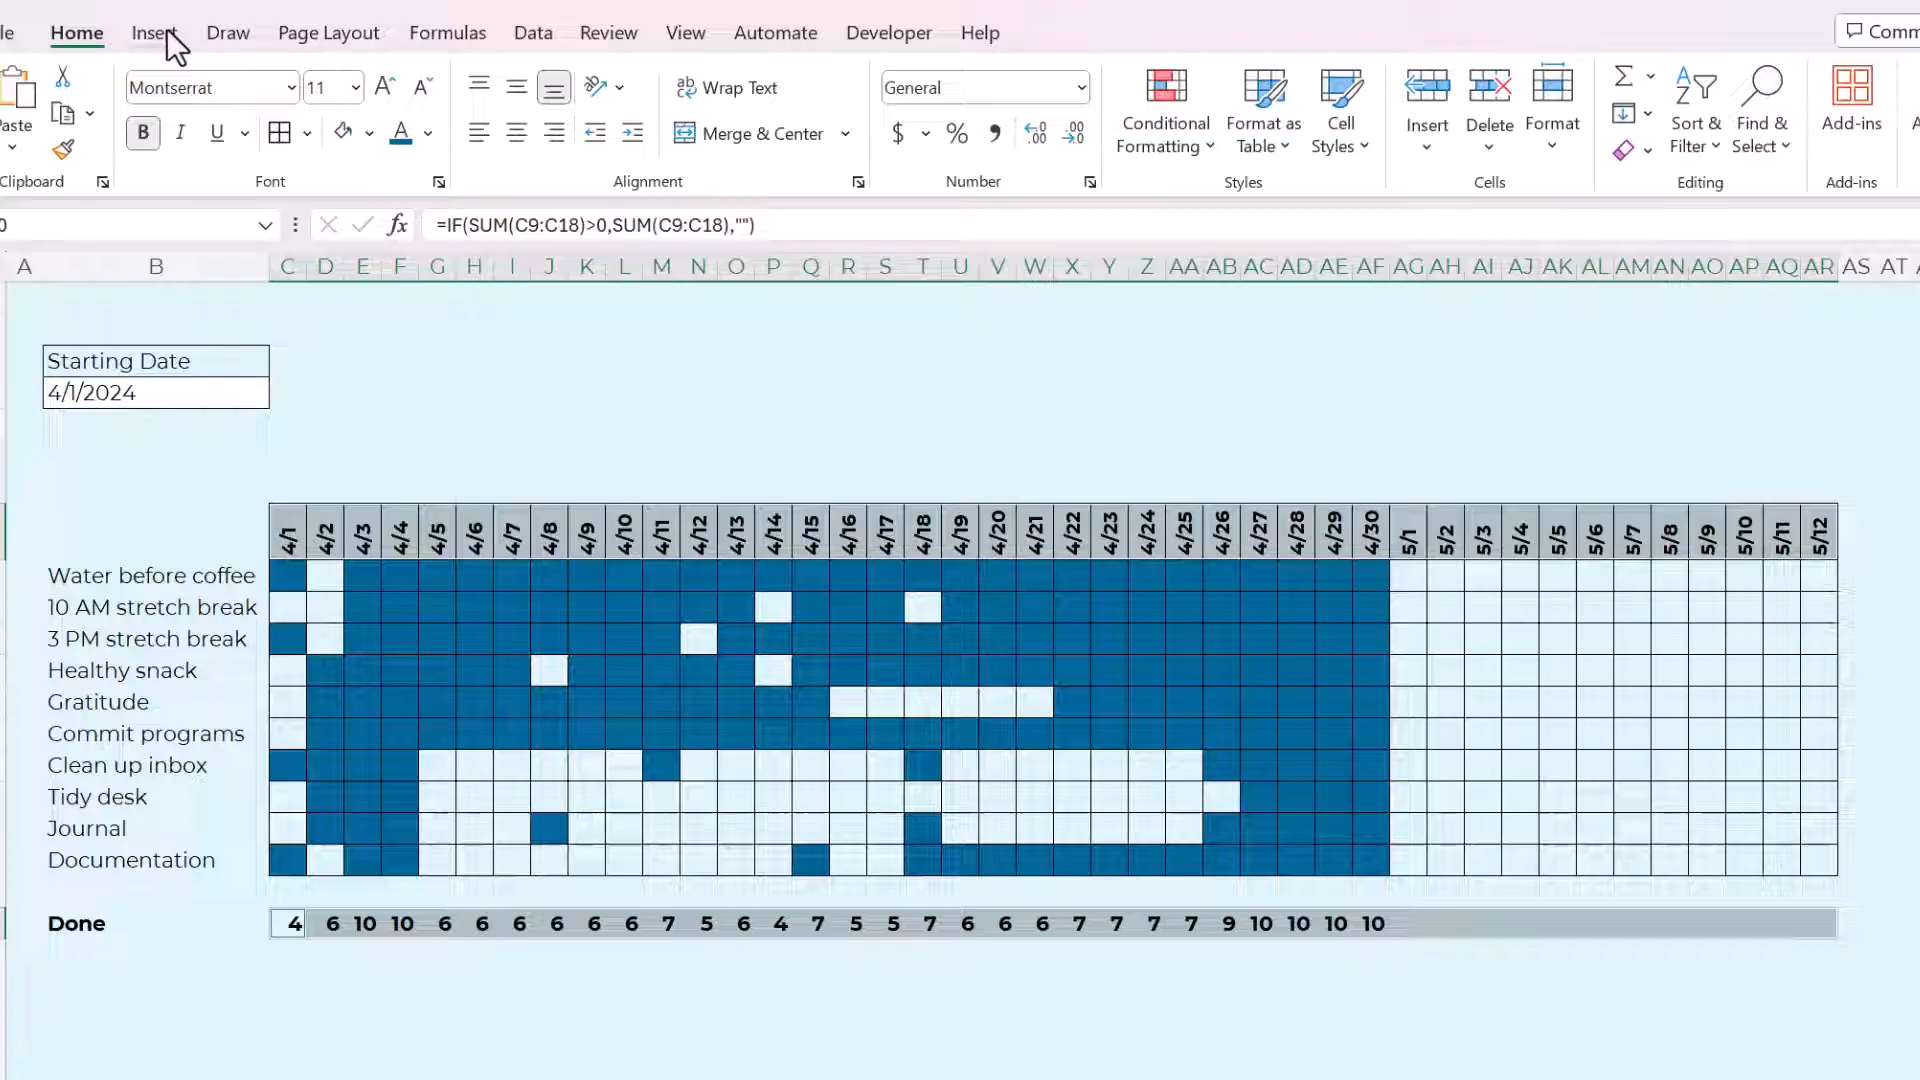 le Home Insert Draw Page Layout Formulas Data Review View Automate Developer Help Comm
Montserrat 11 Wrap Text General
Paste B I U A Merge & Center $ % Conditional Formatting Format as Table Cell Styles Insert Delete Format Sort & Filter Find & Select Add-ins
Clipboard Font Alignment Number Styles Cells Editing Add-ins
0 fx =IF(SUM(C9:C18)>0,SUM(C9:C18),"")
A B C D E F G H I J K L M N O P Q R S T U V W X Y Z AA AB AC AD AE AF AG AH AI AJ AK AL AM AN AO AP AQ AR AS AT
Starting Date
4/1/2024
4/1 4/2 4/3 4/4 4/5 4/6 4/7 4/8 4/9 4/10 4/11 4/12 4/13 4/14 4/15 4/16 4/17 4/18 4/19 4/20 4/21 4/22 4/23 4/24 4/25 4/26 4/27 4/28 4/29 4/30 5/1 5/2 5/3 5/4 5/5 5/6 5/7 5/8 5/9 5/10 5/11 5/12
Water before coffee
10 AM stretch break
3 PM stretch break
Healthy snack
Gratitude
Commit programs
Clean up inbox
Tidy desk
Journal
Documentation
Done 4 6 10 10 6 6 6 6 6 6 7 5 6 4 7 5 5 7 6 6 6 7 7 7 7 9 10 10 10 10